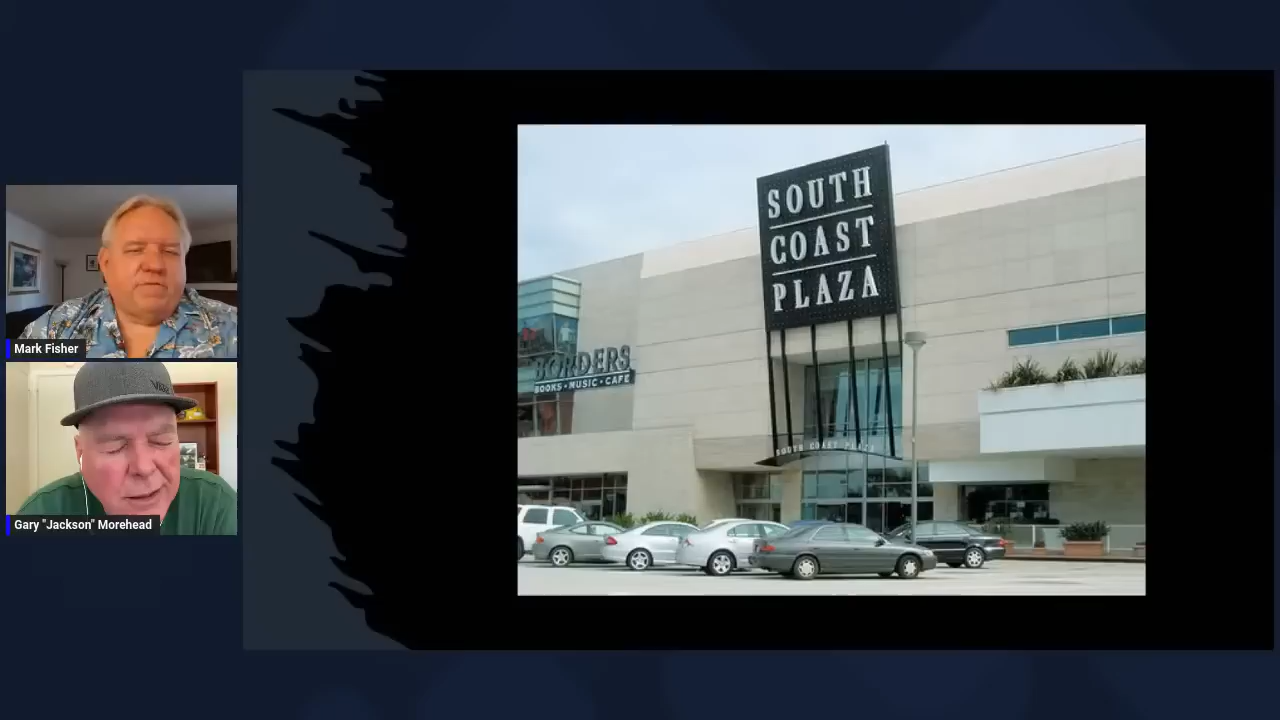 Mark Fisher
Gary "Jackson" Morehead
SOUTH
COAST
PLAZA
BORDERS
BOOKS • MUSIC • CAFE
SOUTH COAST PLAZA